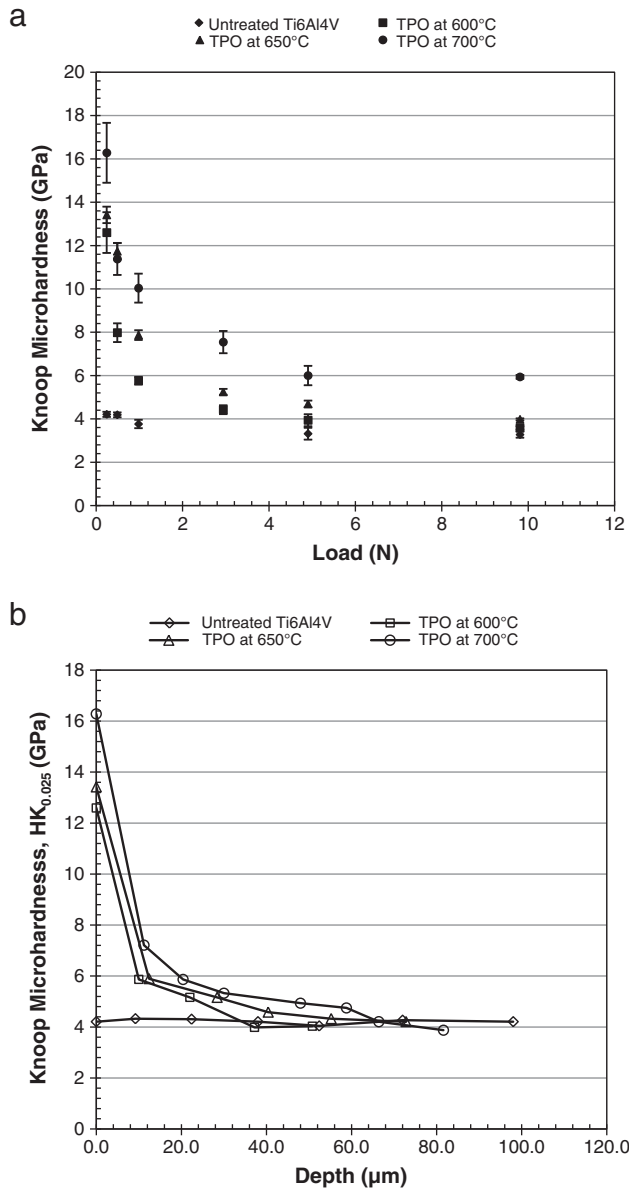 a
Untreated Ti6Al4V
TPO at 600°C
TPO at 650°C
TPO at 700°C
20
18
16
14
12
10
8
6
4
2
0
Knoop Microhardness (GPa)
0 2 4 6 8 10 12
Load (N)
b
Untreated Ti6Al4V
TPO at 600°C
TPO at 650°C
TPO at 700°C
18
16
14
12
10
8
6
4
2
0
Knoop Microhardnesss, HK0.025 (GPa)
0.0 20.0 40.0 60.0 80.0 100.0 120.0
Depth (µm)